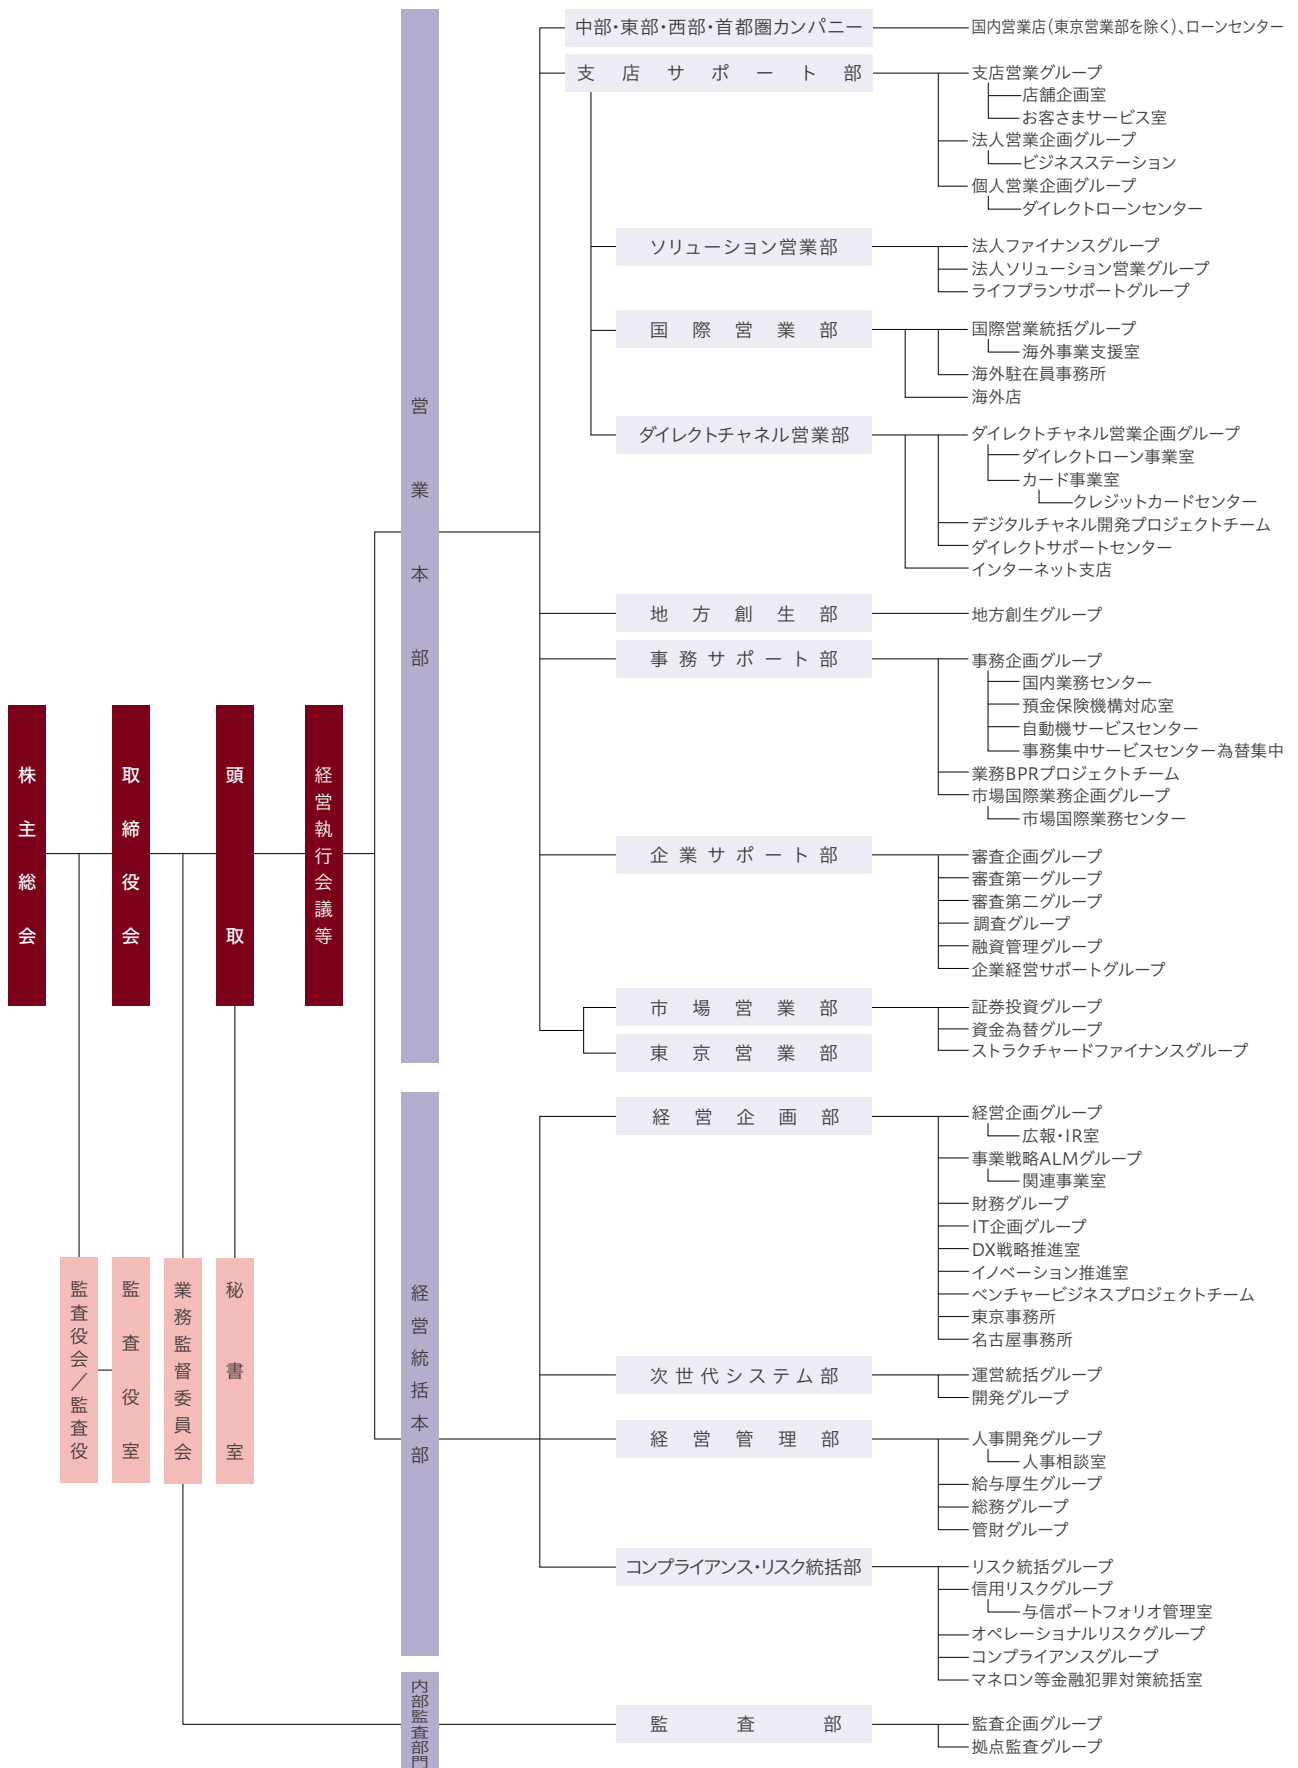 株主総会
取締役会
頭取
経営執行会議等
監査役会／監査役
監査役室
業務監督委員会
秘書室
営業本部
中部・東部・西部・首都圏カンパニー
国内営業店（東京営業部を除く）、ローンセンター
支店サポート部
支店営業グループ
店舗企画室
お客さまサービス室
法人営業企画グループ
ビジネスステーション
個人営業企画グループ
ダイレクトローンセンター
ソリューション営業部
法人ファイナンスグループ
法人ソリューション営業グループ
ライフプランサポートグループ
国際営業部
国際営業統括グループ
海外事業支援室
海外駐在員事務所
海外店
ダイレクトチャネル営業部
ダイレクトチャネル営業企画グループ
ダイレクトローン事業室
カード事業室
クレジットカードセンター
デジタルチャネル開発プロジェクトチーム
ダイレクトサポートセンター
インターネット支店
地方創生部
地方創生グループ
事務サポート部
事務企画グループ
国内業務センター
預金保険機構対応室
自動機サービスセンター
事務集中サービスセンター為替集中
業務BPRプロジェクトチーム
市場国際業務企画グループ
市場国際業務センター
企業サポート部
審査企画グループ
審査第一グループ
審査第二グループ
調査グループ
融資管理グループ
企業経営サポートグループ
市場営業部
証券投資グループ
資金為替グループ
ストラクチャードファイナンスグループ
東京営業部
経営統括本部
経営企画部
経営企画グループ
広報・IR室
事業戦略ALMグループ
関連事業室
財務グループ
IT企画グループ
DX戦略推進室
イノベーション推進室
ベンチャービジネスプロジェクトチーム
東京事務所
名古屋事務所
次世代システム部
運営統括グループ
開発グループ
経営管理部
人事開発グループ
人事相談室
給与厚生グループ
総務グループ
管財グループ
コンプライアンス・リスク統括部
リスク統括グループ
信用リスクグループ
与信ポートフォリオ管理室
オペレーショナルリスクグループ
コンプライアンスグループ
マネロン等金融犯罪対策統括室
内部監査部門
監査部
監査企画グループ
拠点監査グループ